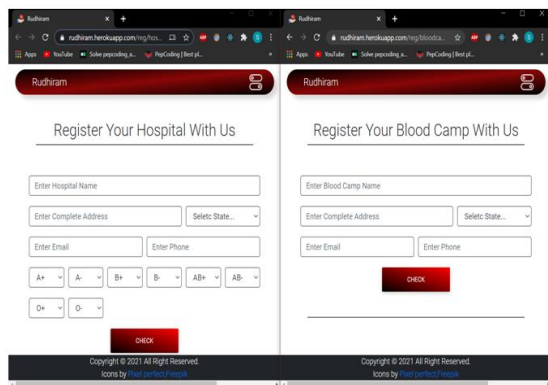 Rudhiram
rudhiram.herokuapp.com/reg/hos...
Apps YouTube Solve pepcoding_a... PepCoding | Best pl...
Rudhiram
Register Your Hospital With Us
Enter Hospital Name
Enter Complete Address Seletc State...
Enter Email Enter Phone
A+ A- B+ B- AB+ AB-
O+ O-
CHECK
Copyright © 2021 All Right Reserved.
Icons by Pixel perfect,Freepik
Rudhiram
rudhiram.herokuapp.com/reg/bloodca...
Apps YouTube Solve pepcoding_a... PepCoding | Best pl...
Rudhiram
Register Your Blood Camp With Us
Enter Blood Camp Name
Enter Complete Address Seletc State...
Enter Email Enter Phone
CHECK
Copyright © 2021 All Right Reserved.
Icons by Pixel perfect,Freepik